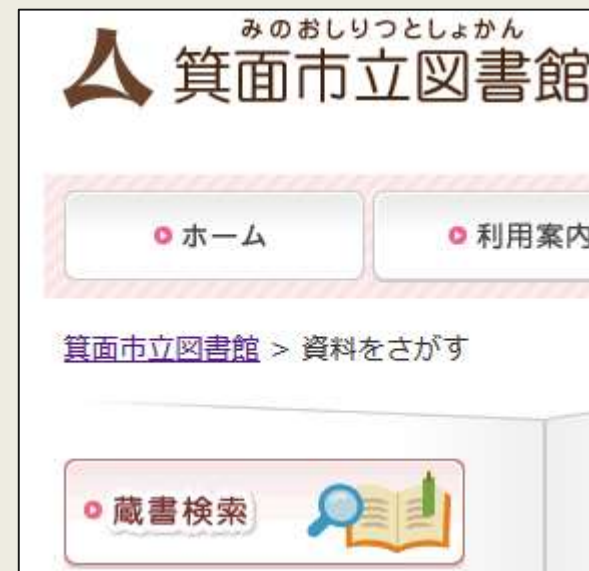 みのおしりつとしょかん
箕面市立図書館
ホーム
利用案内
箕面市立図書館 > 資料をさがす
蔵書検索